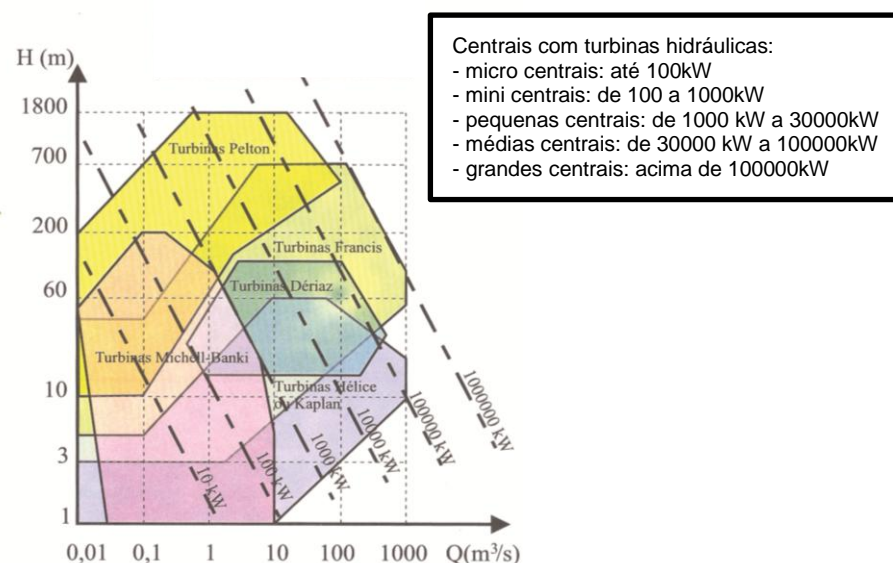 H (m)
1800
700
200
60
10
3
1
0,01 0,1 1 10 100 1000 Q(m³/s)
Turbinas Pelton
Turbinas Francis
Turbinas Dériaz
Turbinas Michell-Banki
Turbinas Hélice
ou Kaplan
10 kW
100 kW
1000 kW
10000 kW
100000 kW
1000000 kW
Centrais com turbinas hidráulicas:
- micro centrais: até 100kW
- mini centrais: de 100 a 1000kW
- pequenas centrais: de 1000 kW a 30000kW
- médias centrais: de 30000 kW a 100000kW
- grandes centrais: acima de 100000kW